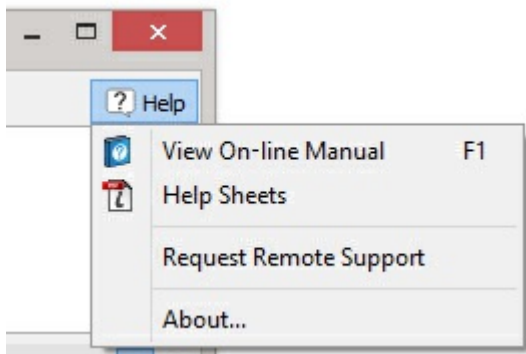 Help
View On-line Manual F1
Help Sheets
Request Remote Support
About...